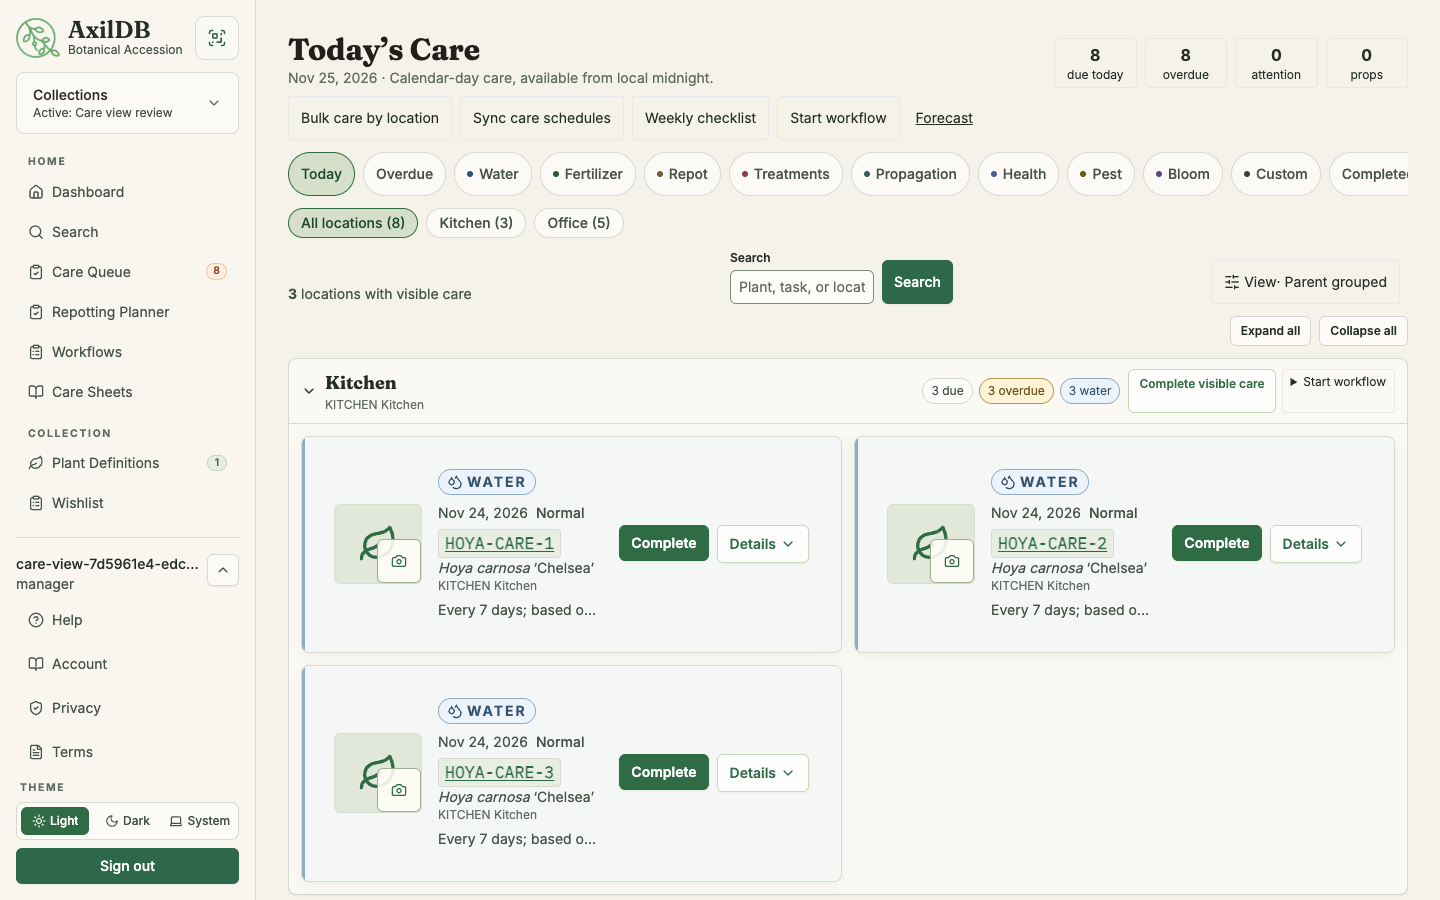 AxilDB
Botanical Accession
Collections
Active: Care view review
HOME
Dashboard
Search
Care Queue 8
Repotting Planner
Workflows
Care Sheets
COLLECTION
Plant Definitions 1
Wishlist
care-view-7d5961e4-edc...
manager
Help
Account
Privacy
Terms
THEME
Light Dark System
Sign out
Today’s Care
Nov 25, 2026 · Calendar-day care, available from local midnight.
8 due today
8 overdue
0 attention
0 props
Bulk care by location Sync care schedules Weekly checklist Start workflow Forecast
Today Overdue Water Fertilizer Repot Treatments Propagation Health Pest Bloom Custom Completed
All locations (8) Kitchen (3) Office (5)
3 locations with visible care
Search
Plant, task, or locat
Search
View· Parent grouped
Expand all Collapse all
Kitchen
KITCHEN Kitchen
3 due 3 overdue 3 water Complete visible care Start workflow
WATER
Nov 24, 2026 Normal
HOYA-CARE-1
Hoya carnosa ‘Chelsea’
KITCHEN Kitchen
Every 7 days; based o...
Complete Details
WATER
Nov 24, 2026 Normal
HOYA-CARE-2
Hoya carnosa ‘Chelsea’
KITCHEN Kitchen
Every 7 days; based o...
Complete Details
WATER
Nov 24, 2026 Normal
HOYA-CARE-3
Hoya carnosa ‘Chelsea’
KITCHEN Kitchen
Every 7 days; based o...
Complete Details